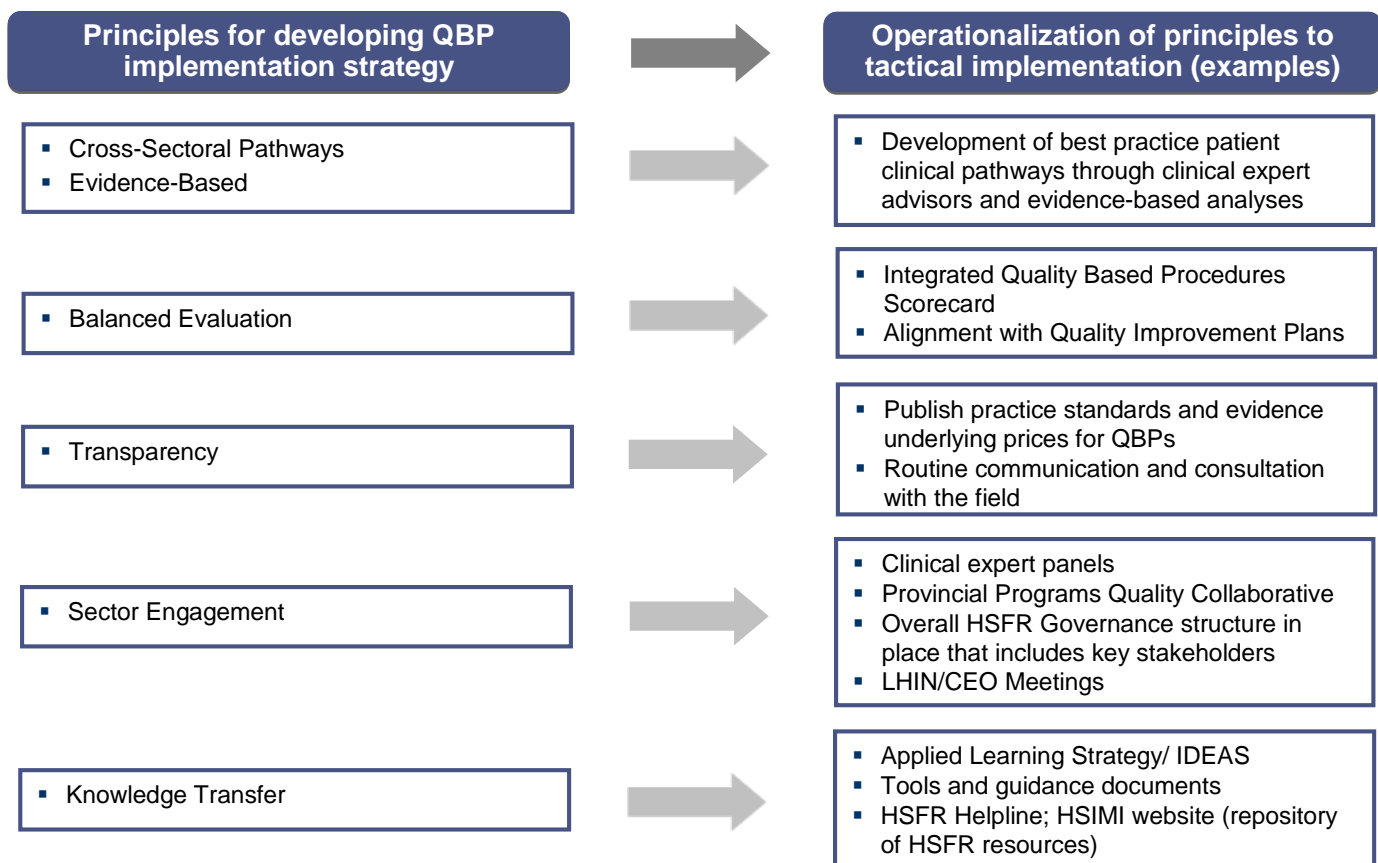 Principles for developing QBP
implementation strategy
Operationalization of principles to
tactical implementation (examples)
▪ Cross-Sectoral Pathways
▪ Evidence-Based
▪ Development of best practice patient
clinical pathways through clinical expert
advisors and evidence-based analyses
▪ Balanced Evaluation
▪ Integrated Quality Based Procedures
Scorecard
▪ Alignment with Quality Improvement Plans
▪ Transparency
▪ Publish practice standards and evidence
underlying prices for QBPs
▪ Routine communication and consultation
with the field
▪ Sector Engagement
▪ Clinical expert panels
▪ Provincial Programs Quality Collaborative
▪ Overall HSFR Governance structure in
place that includes key stakeholders
▪ LHIN/CEO Meetings
▪ Knowledge Transfer
▪ Applied Learning Strategy/ IDEAS
▪ Tools and guidance documents
▪ HSFR Helpline; HSIMI website (repository
of HSFR resources)